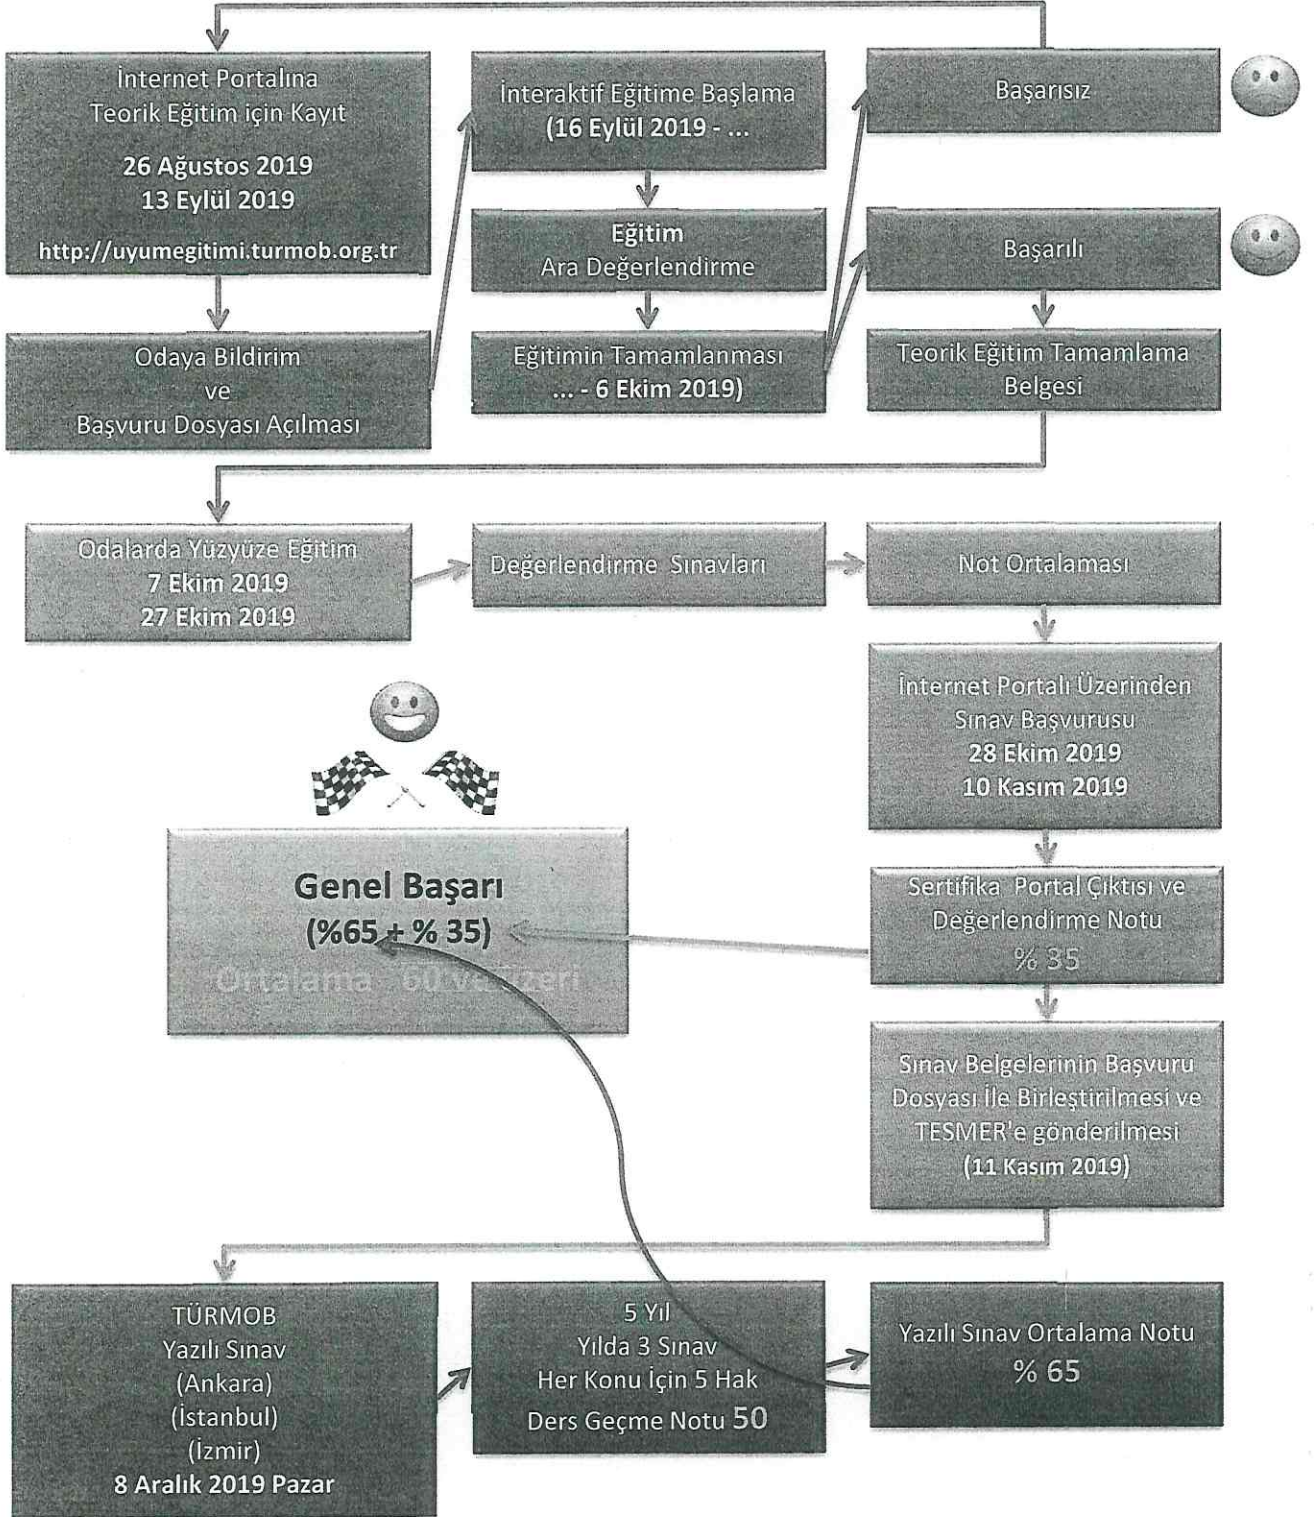 İnternet Portalına
Teorik Eğitim için Kayıt
26 Ağustos 2019
13 Eylül 2019
http://uyumegitimi.turmob.org.tr
Odaya Bildirim
ve
Başvuru Dosyası Açılması
İnteraktif Eğitime Başlama
(16 Eylül 2019 - ...
Eğitim
Ara Değerlendirme
Eğitimin Tamamlanması
... - 6 Ekim 2019)
Başarısız
Başarılı
Teorik Eğitim Tamamlama
Belgesi
Odalarda Yüzyüze Eğitim
7 Ekim 2019
27 Ekim 2019
Değerlendirme Sınavları
Not Ortalaması
İnternet Portalı Üzerinden
Sınav Başvurusu
28 Ekim 2019
10 Kasım 2019
Sertifika Portal Çıktısı ve
Değerlendirme Notu
% 35
Genel Başarı
(%65 + % 35)
Ortalama 60 ve üzeri
Sınav Belgelerinin Başvuru
Dosyası İle Birleştirilmesi ve
TESMER'e gönderilmesi
(11 Kasım 2019)
TÜRMOB
Yazılı Sınav
(Ankara)
(İstanbul)
(İzmir)
8 Aralık 2019 Pazar
5 Yıl
Yılda 3 Sınav
Her Konu İçin 5 Hak
Ders Geçme Notu 50
Yazılı Sınav Ortalama Notu
% 65